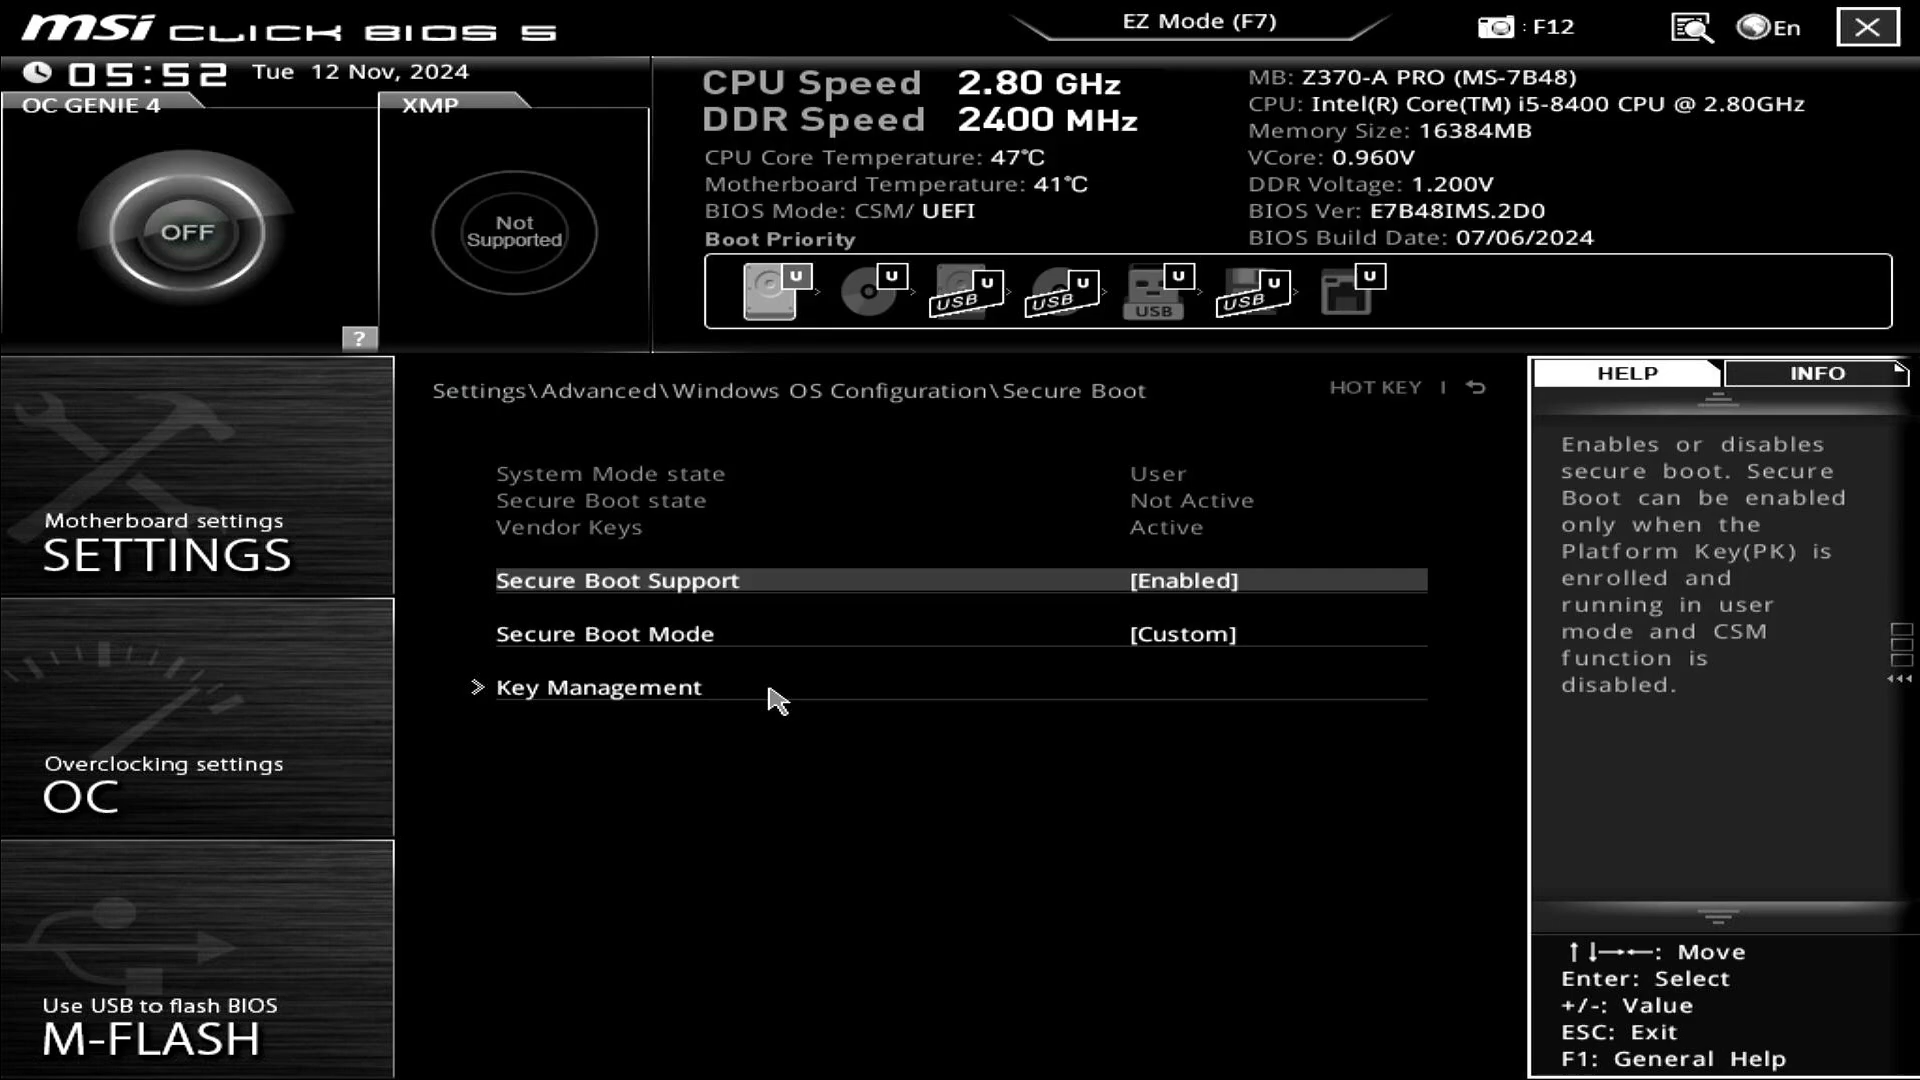 msi CLICK BIOS 5
EZ Mode (F7)
: F12
En
05:52 Tue 12 Nov, 2024
OC GENIE 4
XMP
OFF
Not
Supported
?
CPU Speed 2.80 GHz
DDR Speed 2400 MHz
CPU Core Temperature: 47°C
Motherboard Temperature: 41°C
BIOS Mode: CSM/ UEFI
Boot Priority
MB: Z370-A PRO (MS-7B48)
CPU: Intel(R) Core(TM) i5-8400 CPU @ 2.80GHz
Memory Size: 16384MB
VCore: 0.960V
DDR Voltage: 1.200V
BIOS Ver: E7B48IMS.2D0
BIOS Build Date: 07/06/2024
U U USB U USB U USB U USB U U
Motherboard settings
SETTINGS
Overclocking settings
OC
Use USB to flash BIOS
M-FLASH
Settings\Advanced\Windows OS Configuration\Secure Boot
HOT KEY |
System Mode state User
Secure Boot state Not Active
Vendor Keys Active
Secure Boot Support [Enabled]
Secure Boot Mode [Custom]
> Key Management
HELP
INFO
Enables or disables
secure boot. Secure
Boot can be enabled
only when the
Platform Key(PK) is
enrolled and
running in user
mode and CSM
function is
disabled.
↑↓→←: Move
Enter: Select
+/-: Value
ESC: Exit
F1: General Help